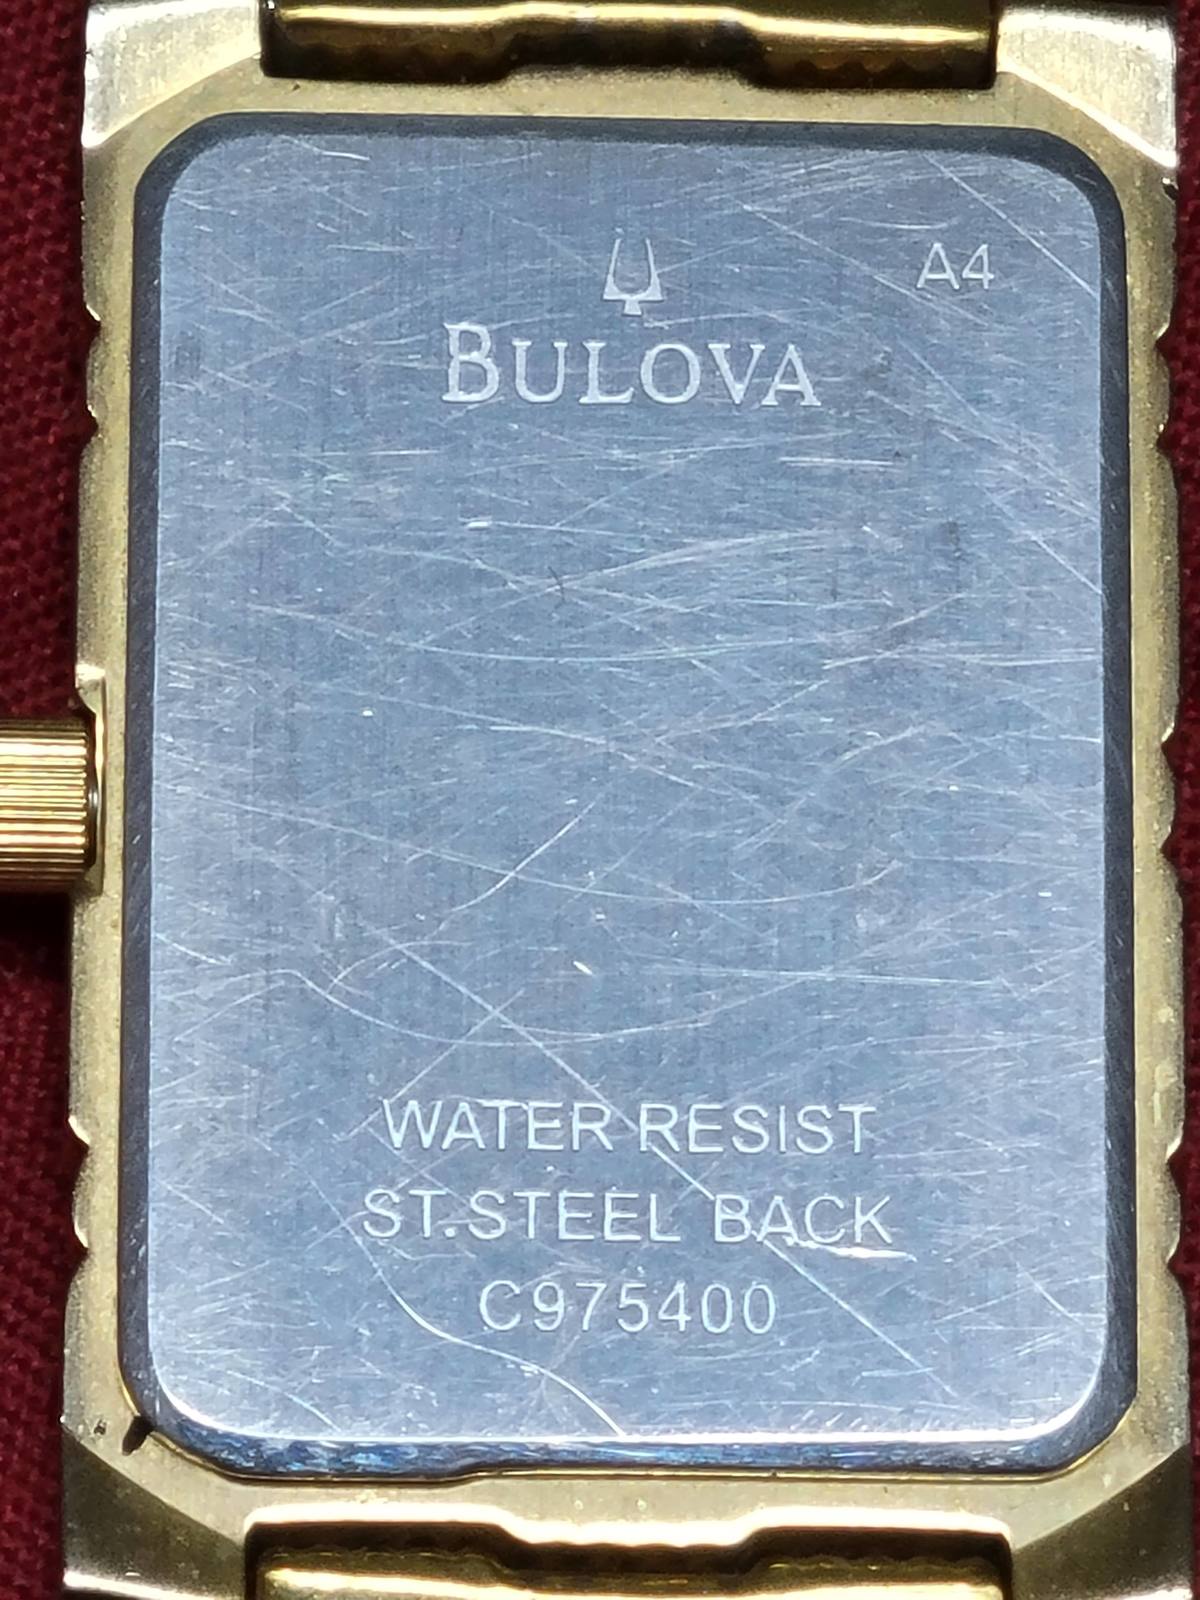 A4
BULOVA
WATER RESIST
ST.STEEL BACK
C975400